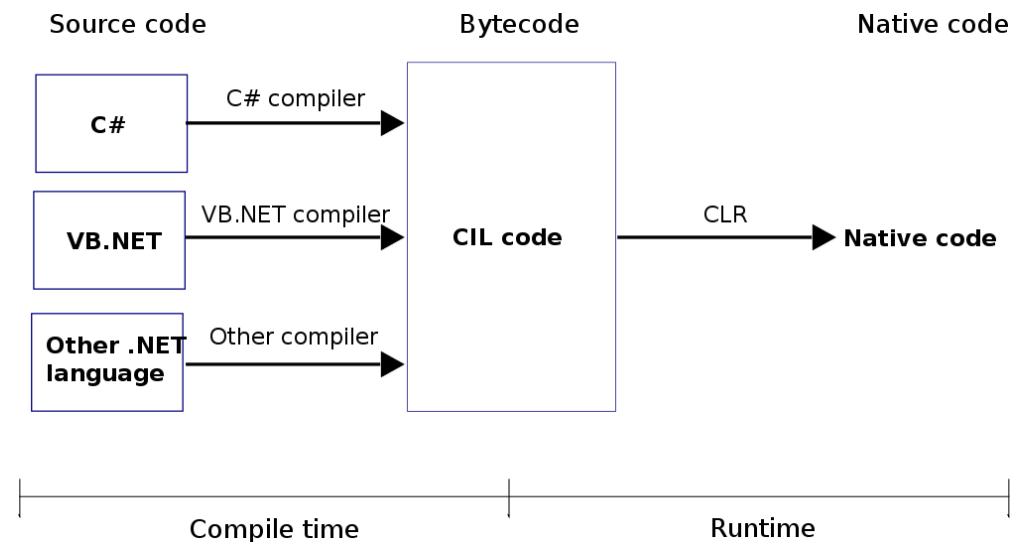 Source code
Bytecode
Native code
C# compiler
C#
VB.NET compiler
VB.NET
CIL code
CLR
Native code
Other compiler
Other .NET
language
Compile time
Runtime